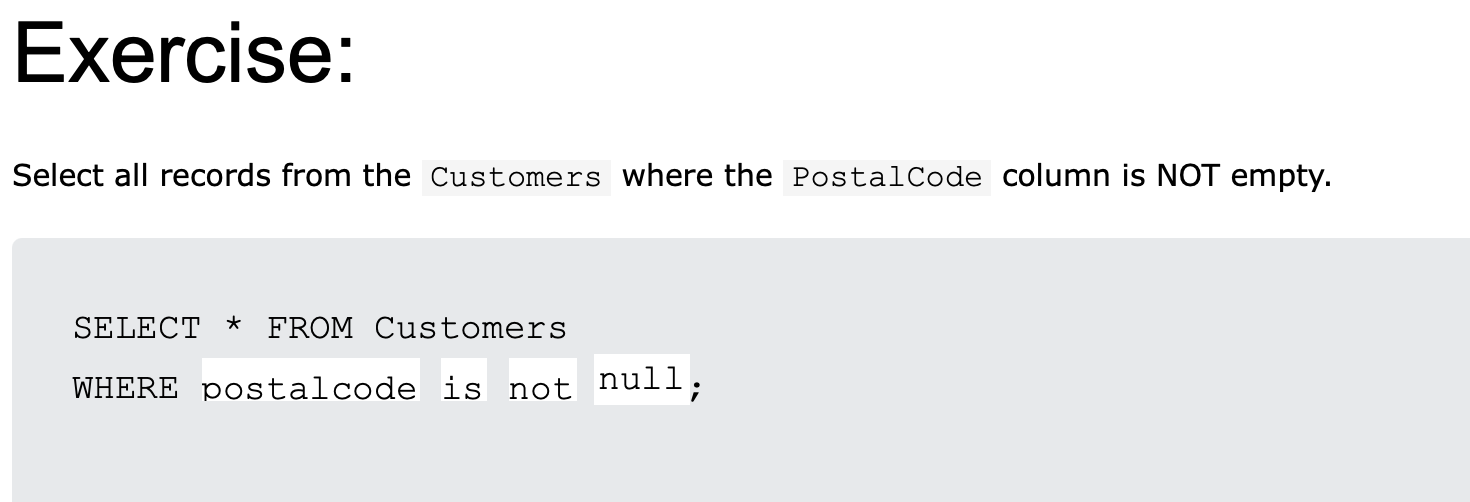 Exercise:
Select all records from the Customers where the PostalCode column is NOT empty.
SELECT * FROM Customers
WHERE postalcode is not null;